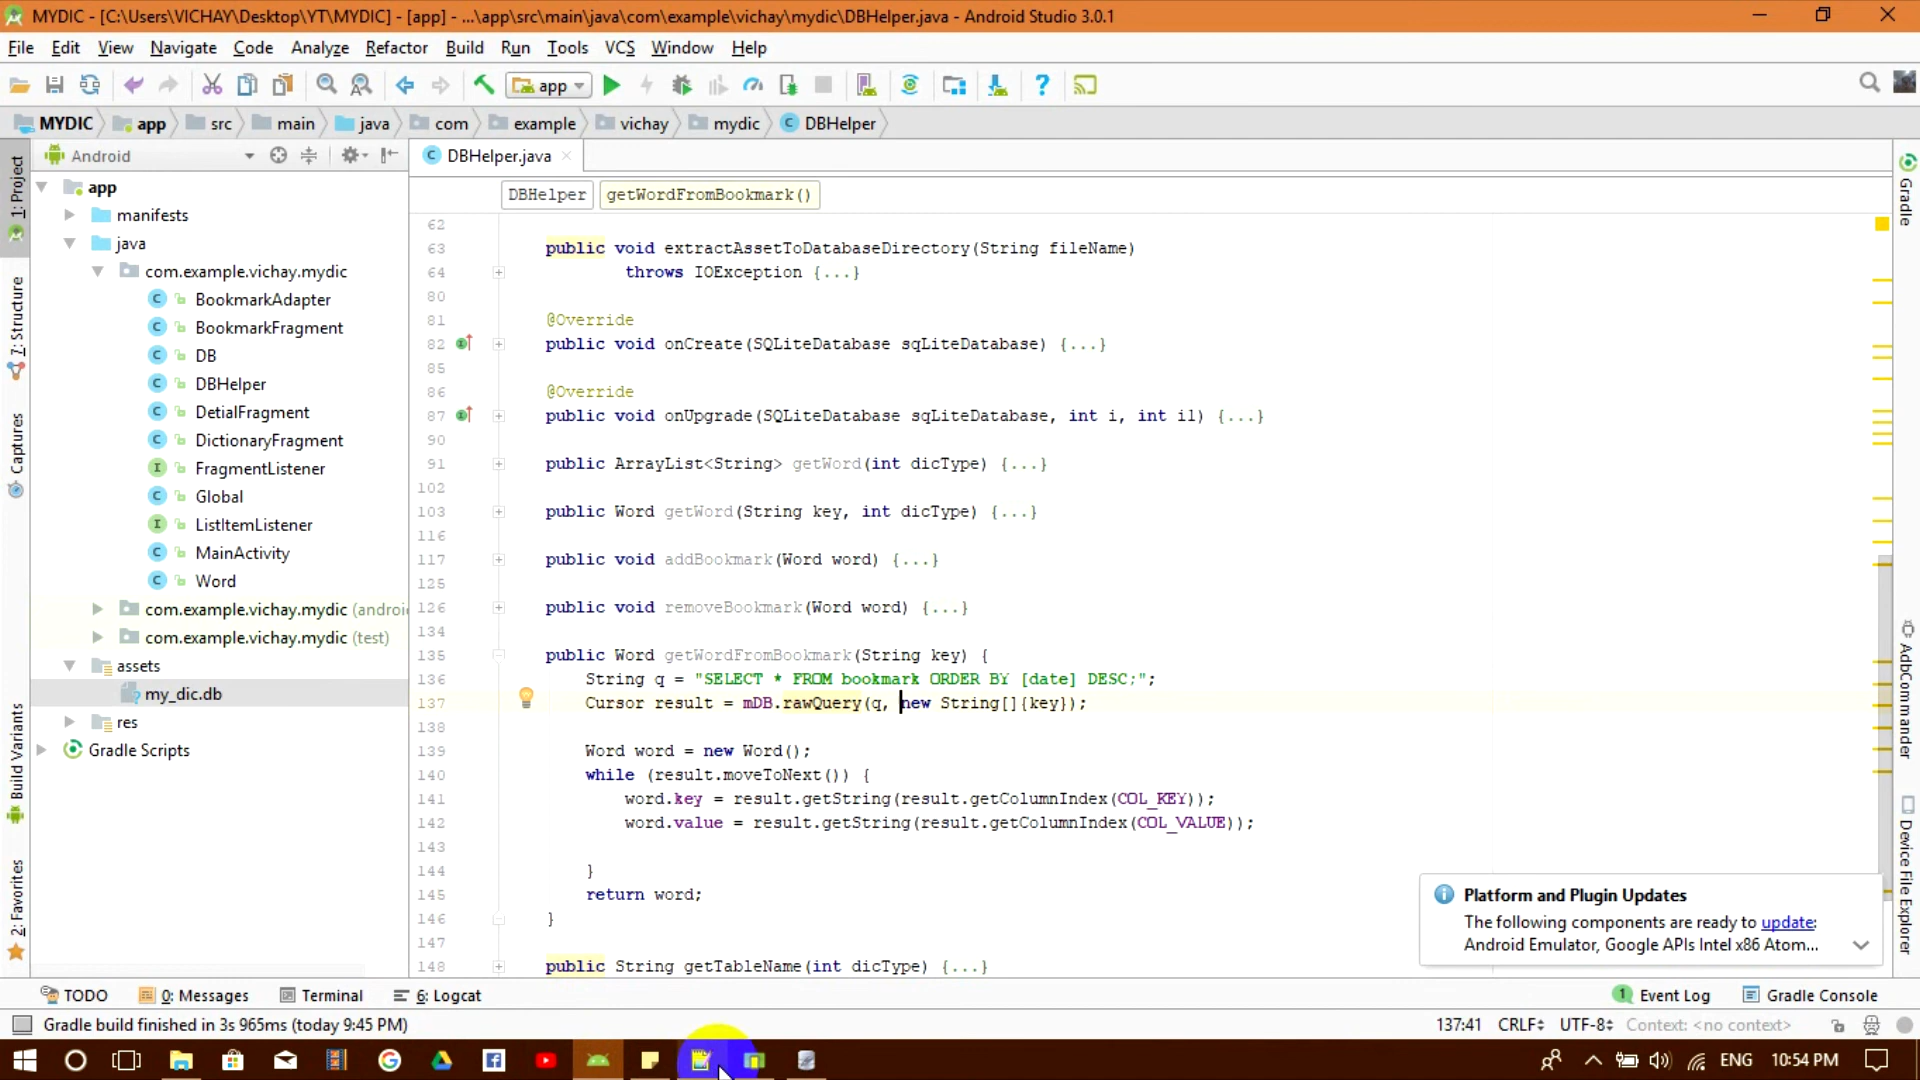 MYDIC - [C:\Users\VICHAY\Desktop\YT\MYDIC] - [app] - ...\app\src\main\java\com\example\vichay\mydic\DBHelper.java - Android Studio 3.0.1
File Edit View Navigate Code Analyze Refactor Build Run Tools VCS Window Help
app
MYDIC app src main java com example vichay mydic DBHelper
Android
DBHelper.java
DBHelper getWordFromBookmark()
1: Project
7: Structure
Captures
Build Variants
2: Favorites
app
manifests
java
com.example.vichay.mydic
BookmarkAdapter
BookmarkFragment
DB
DBHelper
DetialFragment
DictionaryFragment
FragmentListener
Global
ListItemListener
MainActivity
Word
com.example.vichay.mydic (androi
com.example.vichay.mydic (test)
assets
my_dic.db
res
Gradle Scripts
62
63 public void extractAssetToDatabaseDirectory(String fileName)
64 throws IOException {...}
80
81 @Override
82 public void onCreate(SQLiteDatabase sqLiteDatabase) {...}
85
86 @Override
87 public void onUpgrade(SQLiteDatabase sqLiteDatabase, int i, int i1) {...}
90
91 public ArrayList<String> getWord(int dicType) {...}
102
103 public Word getWord(String key, int dicType) {...}
116
117 public void addBookmark(Word word) {...}
125
126 public void removeBookmark(Word word) {...}
134
135 public Word getWordFromBookmark(String key) {
136 String q = "SELECT * FROM bookmark ORDER BY [date] DESC;";
137 Cursor result = mDB.rawQuery(q, new String[]{key});
138
139 Word word = new Word();
140 while (result.moveToNext()) {
141 word.key = result.getString(result.getColumnIndex(COL_KEY));
142 word.value = result.getString(result.getColumnIndex(COL_VALUE));
143
144 }
145 return word;
146 }
147
148 public String getTableName(int dicType) {...}
Gradle
AdbCommander
Device File Explorer
Platform and Plugin Updates
The following components are ready to update:
Android Emulator, Google APIs Intel x86 Atom...
TODO 0: Messages Terminal 6: Logcat 1 Event Log Gradle Console
Gradle build finished in 3s 965ms (today 9:45 PM) 137:41 CRLF UTF-8 Context: <no context>
ENG 10:54 PM